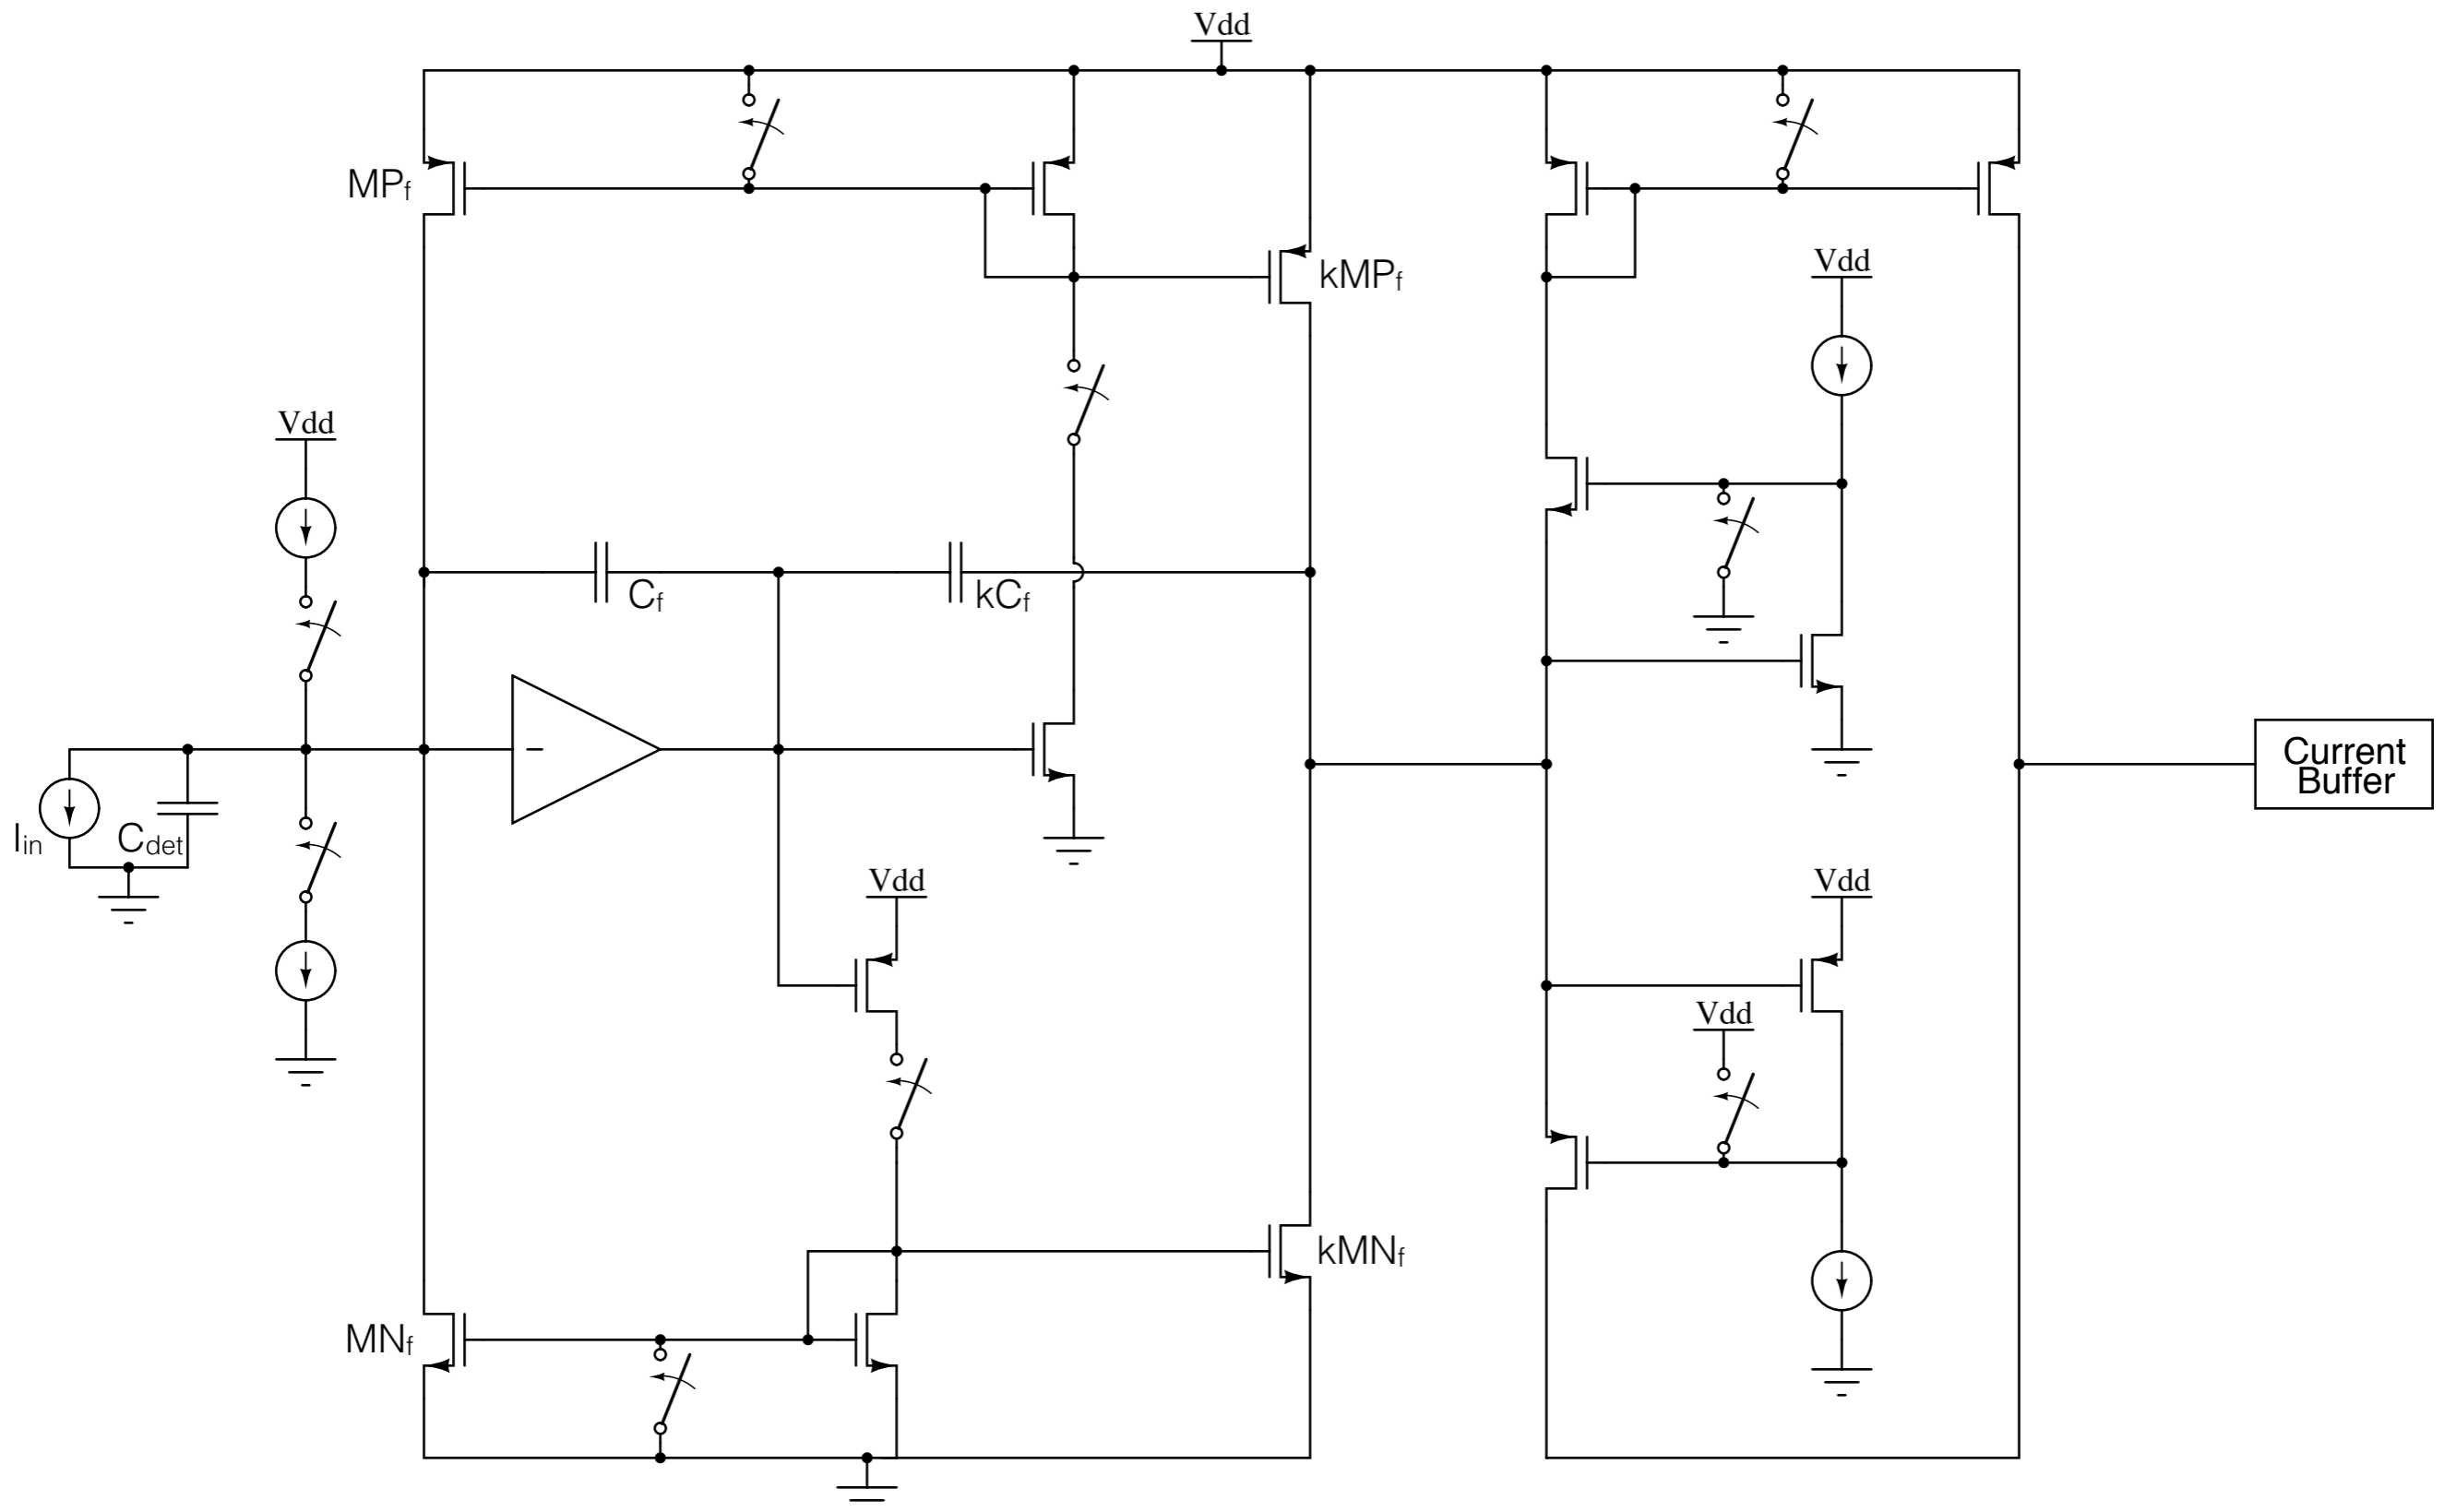 Vdd
MPf
kMPf
Vdd
Vdd
Cf
kCf
−
Iin
Cdet
Current
Buffer
Vdd
Vdd
Vdd
kMNf
MNf